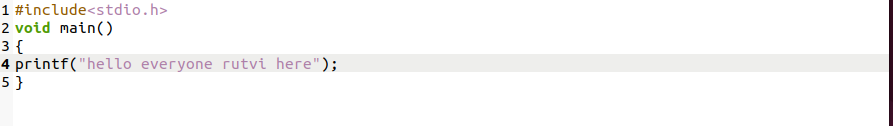 1 #include<stdio.h>
2 void main()
3 {
4 printf("hello everyone rutvi here");
5 }